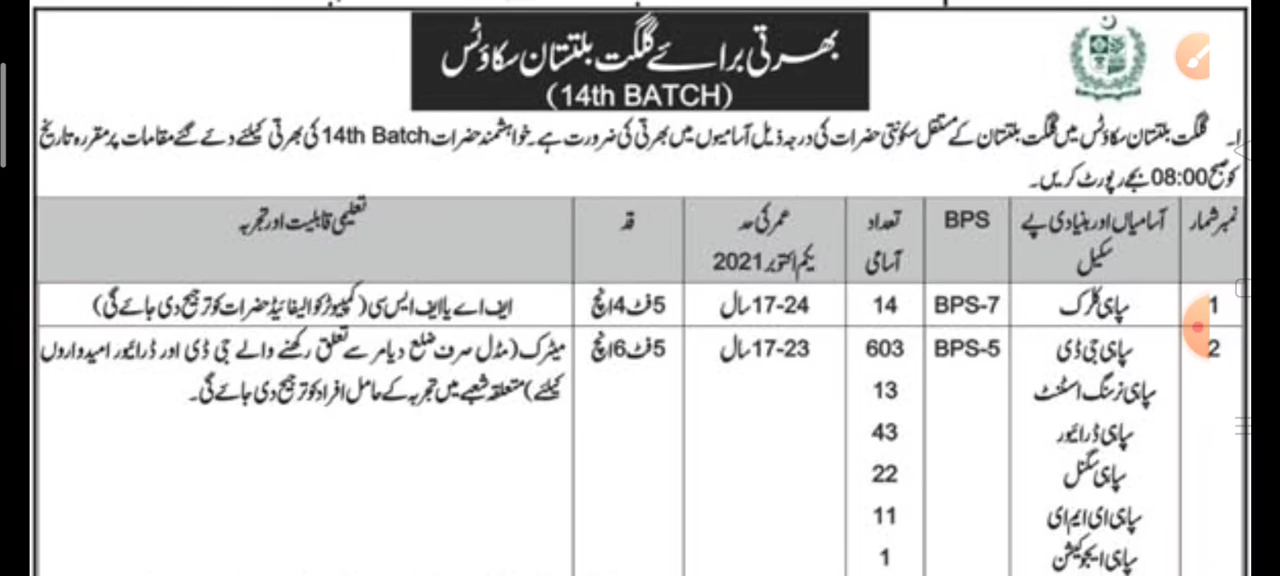 بھرتی برائے گلگت بلتستان سکاؤٹس
(14th BATCH)
۱۔ گلگت بلتستان سکاؤٹس میں گلگت بلتستان کے مستقل سکونتی حضرات کی درجہ ذیل آسامیوں میں بھرتی کی ضرورت ہے۔ خواہشمند حضرات 14th Batch کی بھرتی کیلئے دئے گئے مقامات پر مقررہ تاریخ
کو صبح 08:00 بجے رپورٹ کریں۔
نمبر شمار آسامیاں اور بنیادی پے سکیل BPS تعداد آسامی عمر کی حد یکم اکتوبر 2021 قد تعلیمی قابلیت اور تجربہ
1 سپاہی کلرک BPS-7 14 17-24 سال 5 فٹ 4 انچ ایف اے یا ایف ایس سی (کمپیوٹر کوالیفائیڈ حضرات کو ترجیح دی جائے گی)
2 سپاہی جی ڈی BPS-5 603 17-23 سال 5 فٹ 6 انچ میٹرک (مڈل صرف ضلع دیامر سے تعلق رکھنے والے جی ڈی اور ڈرائیور امیدواروں
سپاہی نرسنگ اسٹنٹ 13 کیلئے) متعلقہ شعبے میں تجربہ کے حامل افراد کو ترجیح دی جائے گی۔
سپاہی ڈرائیور 43
سپاہی سگنل 22
سپاہی ای ایم ای 11
سپاہی ایجوکیشن 1